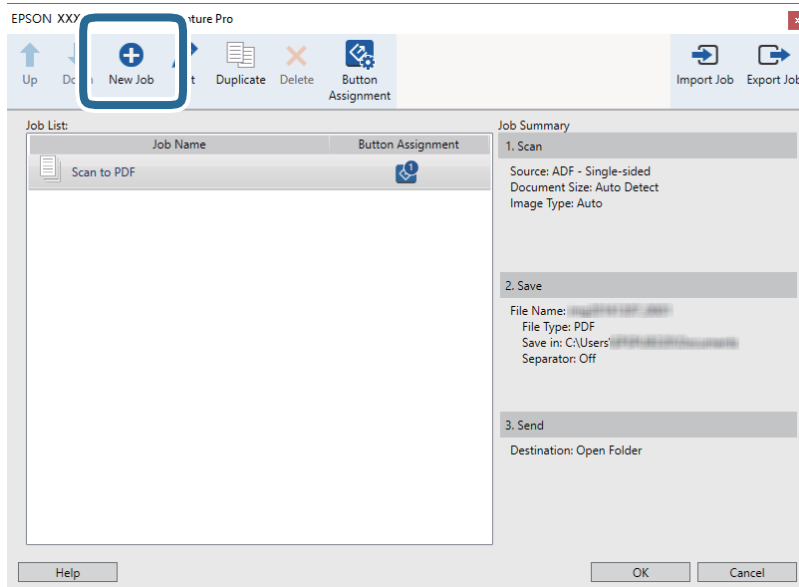 EPSON XXX
ture Pro
Up
New Job
Duplicate
Delete
Button
Assignment
Import Job
Export Job
Job List:
Job Name
Button Assignment
Scan to PDF
1
Job Summary
1. Scan
Source: ADF - Single-sided
Document Size: Auto Detect
Image Type: Auto
2. Save
File Name:
File Type: PDF
Save in: C:\Users\
Separator: Off
3. Send
Destination: Open Folder
Help
OK
Cancel